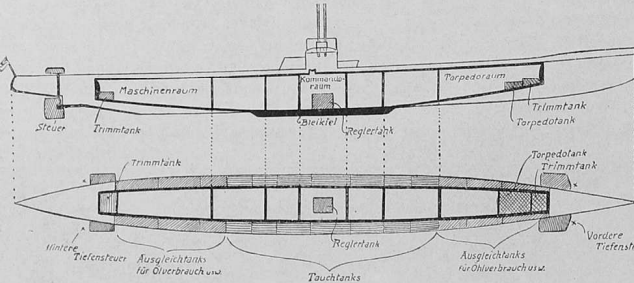 Maschinenraum
Kommando-
raum
Torpedoraum
Steuer
Trimmtank
Bleikiel
Reglertank
Trimmtank
Torpedotank
Trimmtank
Torpedotank
Trimmtank
Reglertank
Hintere
Tiefensteuer
Ausgleichtanks
für Ölverbrauch usw.
Tauchtanks
Ausgleichtanks
für Ölverbrauch usw.
Vordere
Tiefenst